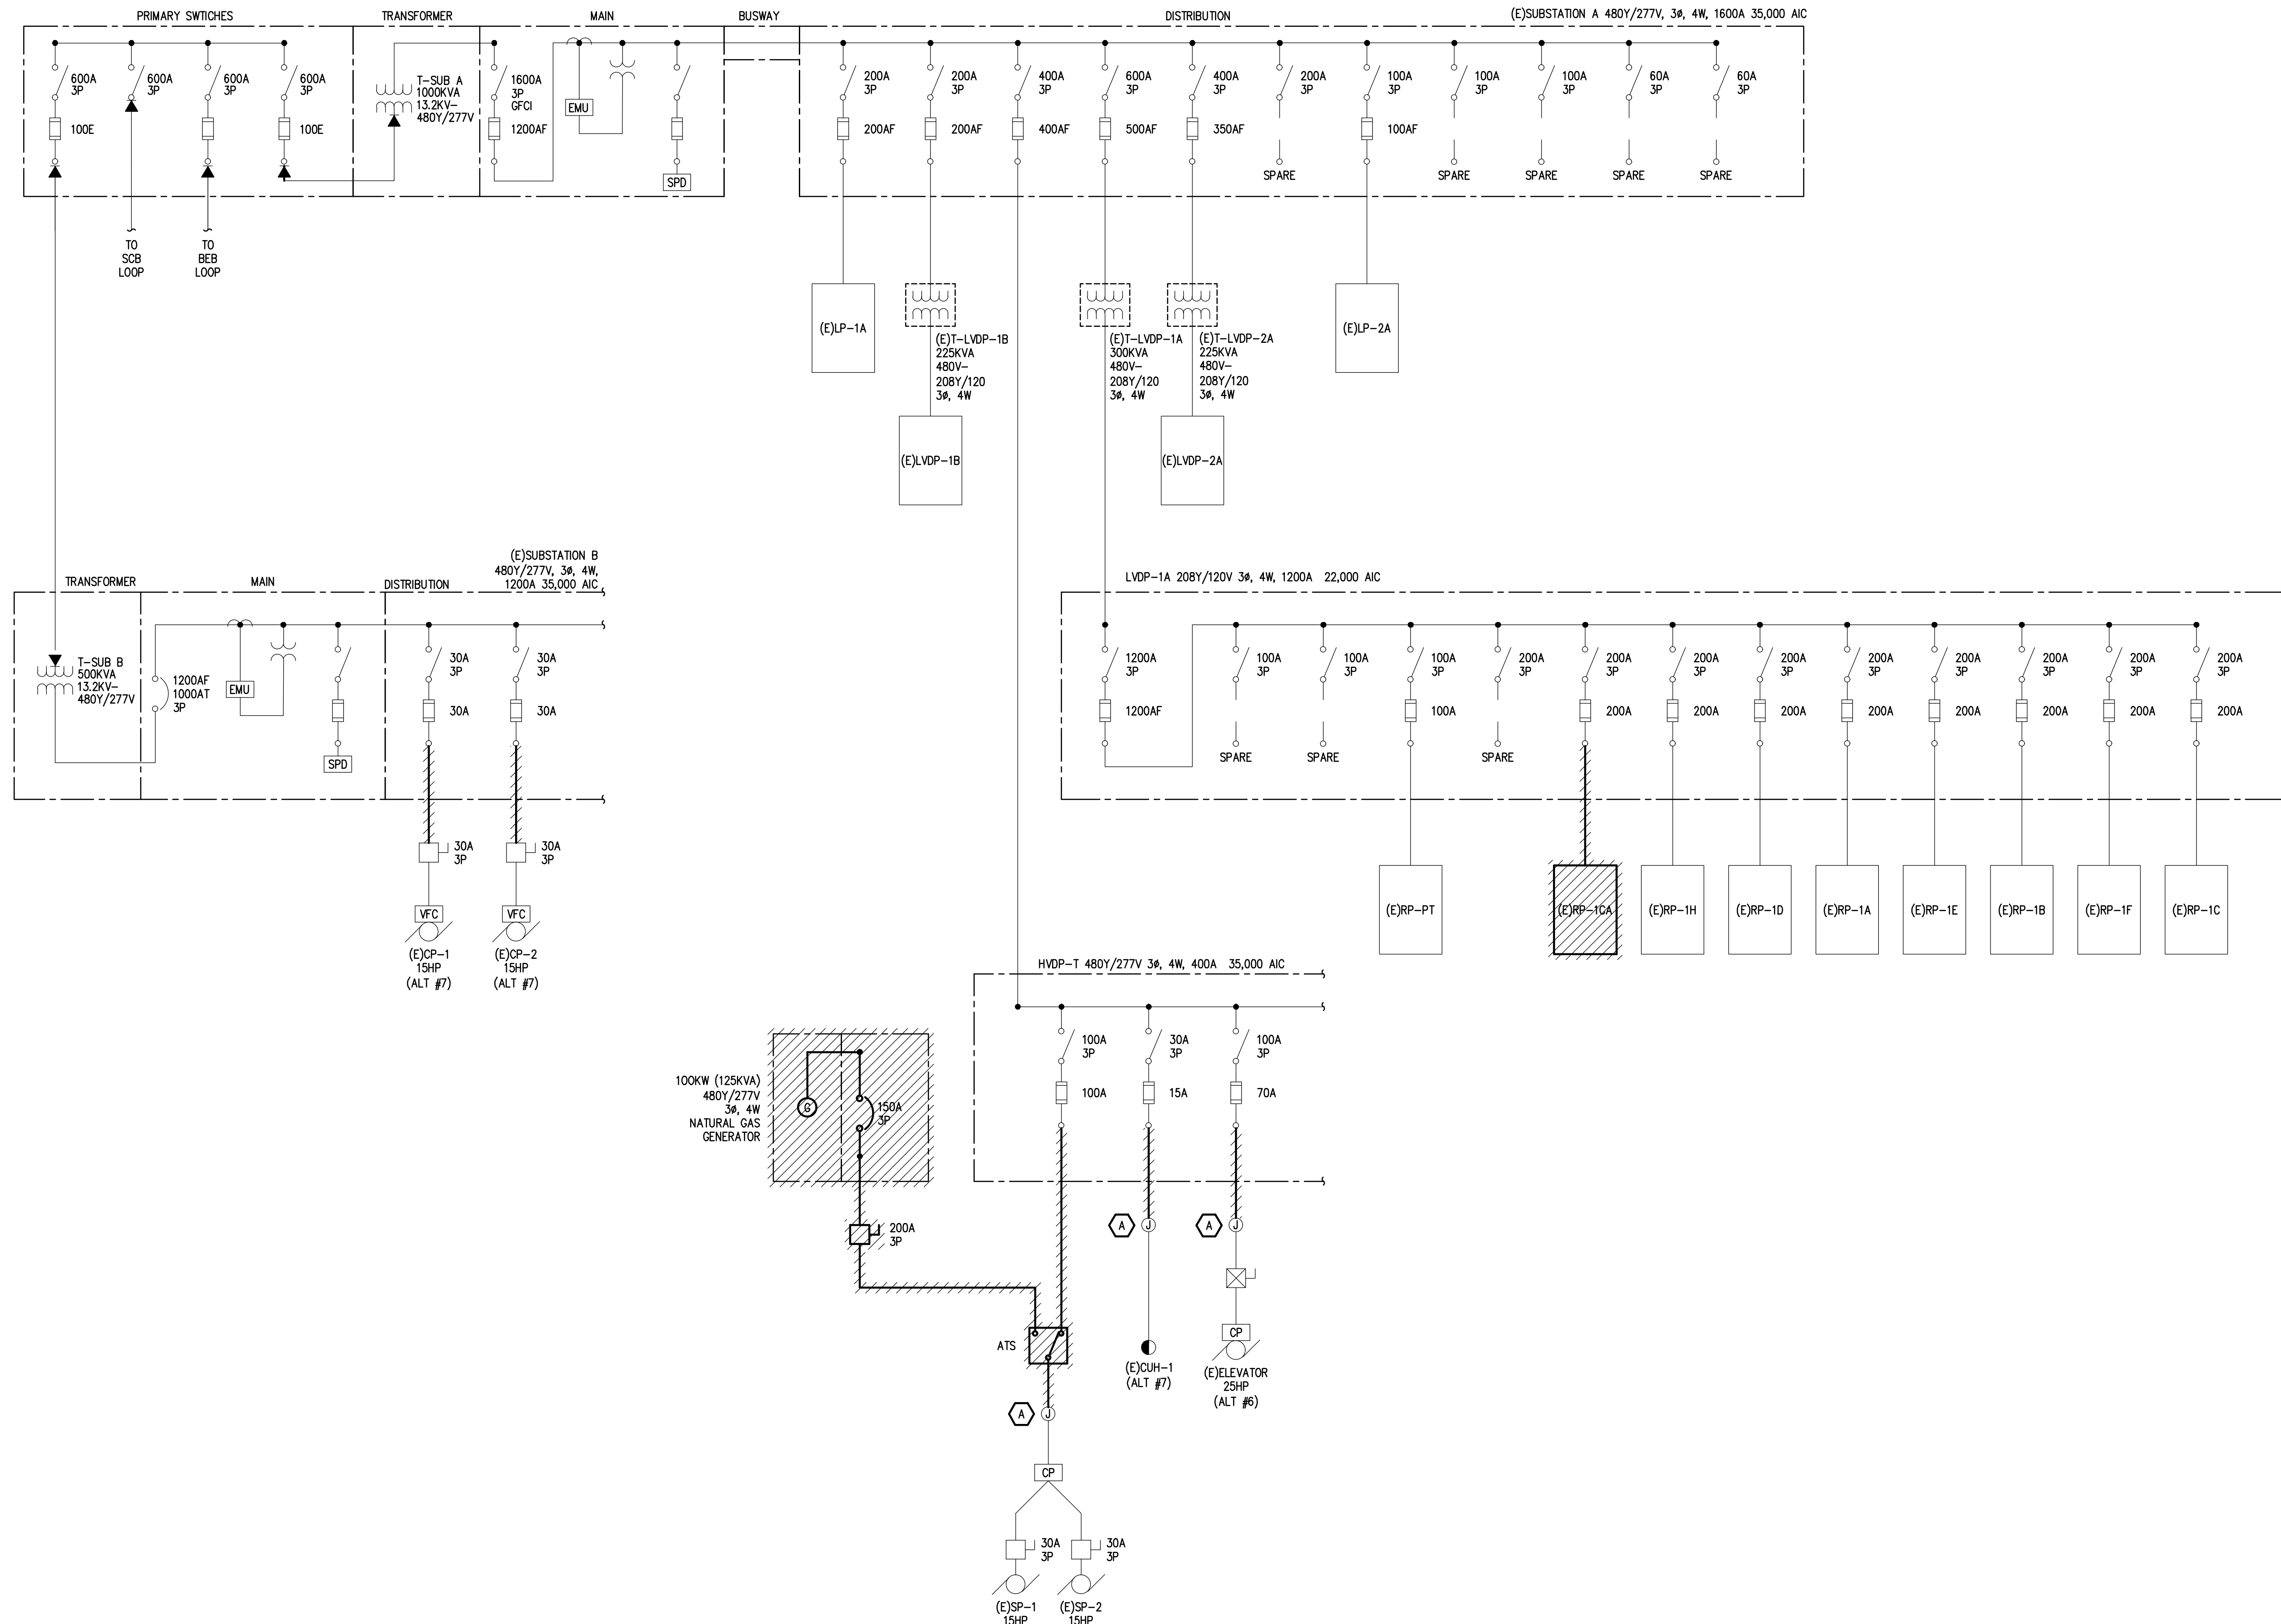 PRIMARY SWTICHES
TRANSFORMER
MAIN
BUSWAY
DISTRIBUTION
(E)SUBSTATION A 480Y/277V, 3ø, 4W, 1600A 35,000 AIC
600A
3P
100E
600A
3P
600A
3P
600A
3P
100E
T-SUB A
1000KVA
13.2KV-
480Y/277V
1600A
3P
GFCI
1200AF
EMU
SPD
200A
3P
200AF
200A
3P
200AF
400A
3P
400AF
600A
3P
500AF
400A
3P
350AF
200A
3P
SPARE
100A
3P
100AF
100A
3P
SPARE
100A
3P
SPARE
60A
3P
SPARE
60A
3P
SPARE
TO
SCB
LOOP
TO
BEB
LOOP
(E)LP-1A
(E)T-LVDP-1B
225KVA
480V-
208Y/120
3ø, 4W
(E)T-LVDP-1A
300KVA
480V-
208Y/120
3ø, 4W
(E)T-LVDP-2A
225KVA
480V-
208Y/120
3ø, 4W
(E)LP-2A
(E)LVDP-1B
(E)LVDP-2A
(E)SUBSTATION B
480Y/277V, 3ø, 4W,
1200A 35,000 AIC
TRANSFORMER
MAIN
DISTRIBUTION
T-SUB B
500KVA
13.2KV-
480Y/277V
1200AF
1000AT
3P
EMU
SPD
30A
3P
30A
30A
3P
30A
30A
3P
30A
3P
VFC
VFC
(E)CP-1
15HP
(ALT #7)
(E)CP-2
15HP
(ALT #7)
LVDP-1A 208Y/120V 3ø, 4W, 1200A 22,000 AIC
1200A
3P
1200AF
100A
3P
SPARE
100A
3P
SPARE
100A
3P
100A
200A
3P
SPARE
200A
3P
200A
200A
3P
200A
200A
3P
200A
200A
3P
200A
200A
3P
200A
200A
3P
200A
200A
3P
200A
200A
3P
200A
(E)RP-PT
(E)RP-1CA
(E)RP-1H
(E)RP-1D
(E)RP-1A
(E)RP-1E
(E)RP-1B
(E)RP-1F
(E)RP-1C
HVDP-T 480Y/277V 3ø, 4W, 400A 35,000 AIC
100A
3P
100A
30A
3P
15A
100A
3P
70A
100KW (125KVA)
480Y/277V
3ø, 4W
NATURAL GAS
GENERATOR
G
150A
3P
200A
3P
A
J
A
J
ATS
CP
(E)CUH-1
(ALT #7)
(E)ELEVATOR
25HP
(ALT #6)
A
J
CP
30A
3P
30A
3P
(E)SP-1
15HP
(E)SP-2
15HP